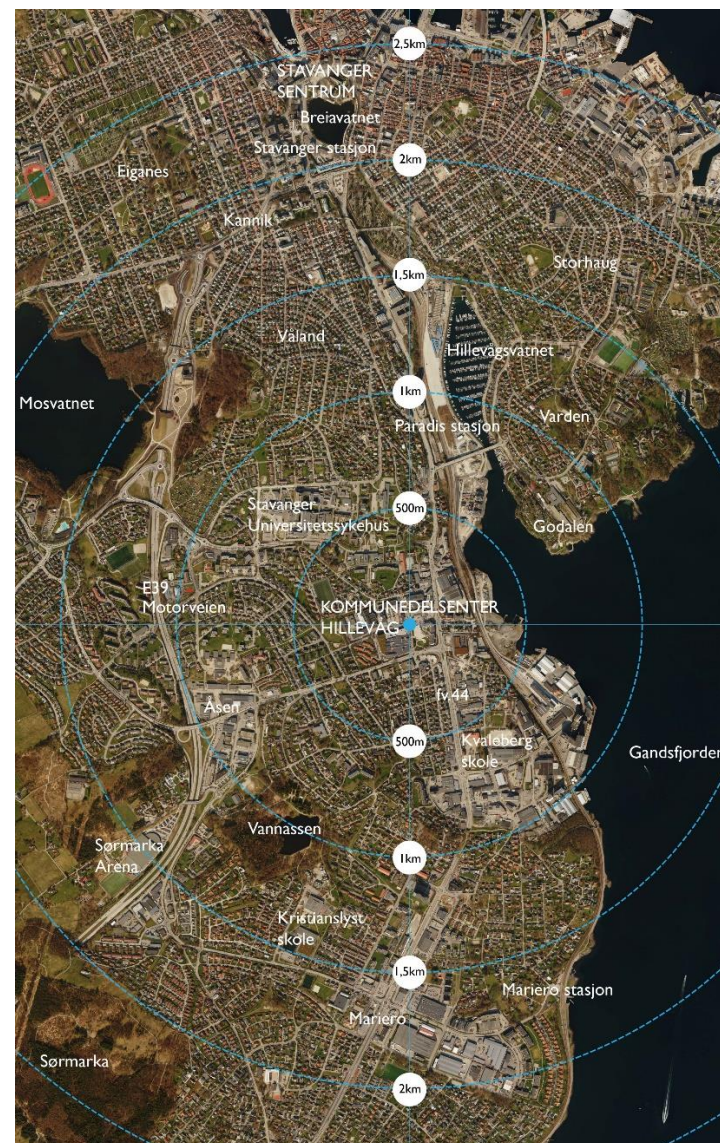 2,5km
STAVANGER
SENTRUM
Breiavatnet
Stavanger stasjon
2km
Eiganes
Kannik
Storhaug
1,5km
Våland
Hillevågsvatnet
1km
Mosvatnet
Varden
Paradis stasjon
Stavanger
Universitetssykehus
500m
Godalen
E39
Motorveien
KOMMUNEDELSENTER
HILLEVÅG
fv.44
Åsen
500m
Kvaleberg
skole
Gandsfjorden
Vannassen
Sørmarka
Arena
1km
Kristianslyst
skole
1,5km
Mariero stasjon
Mariero
Sørmarka
2km